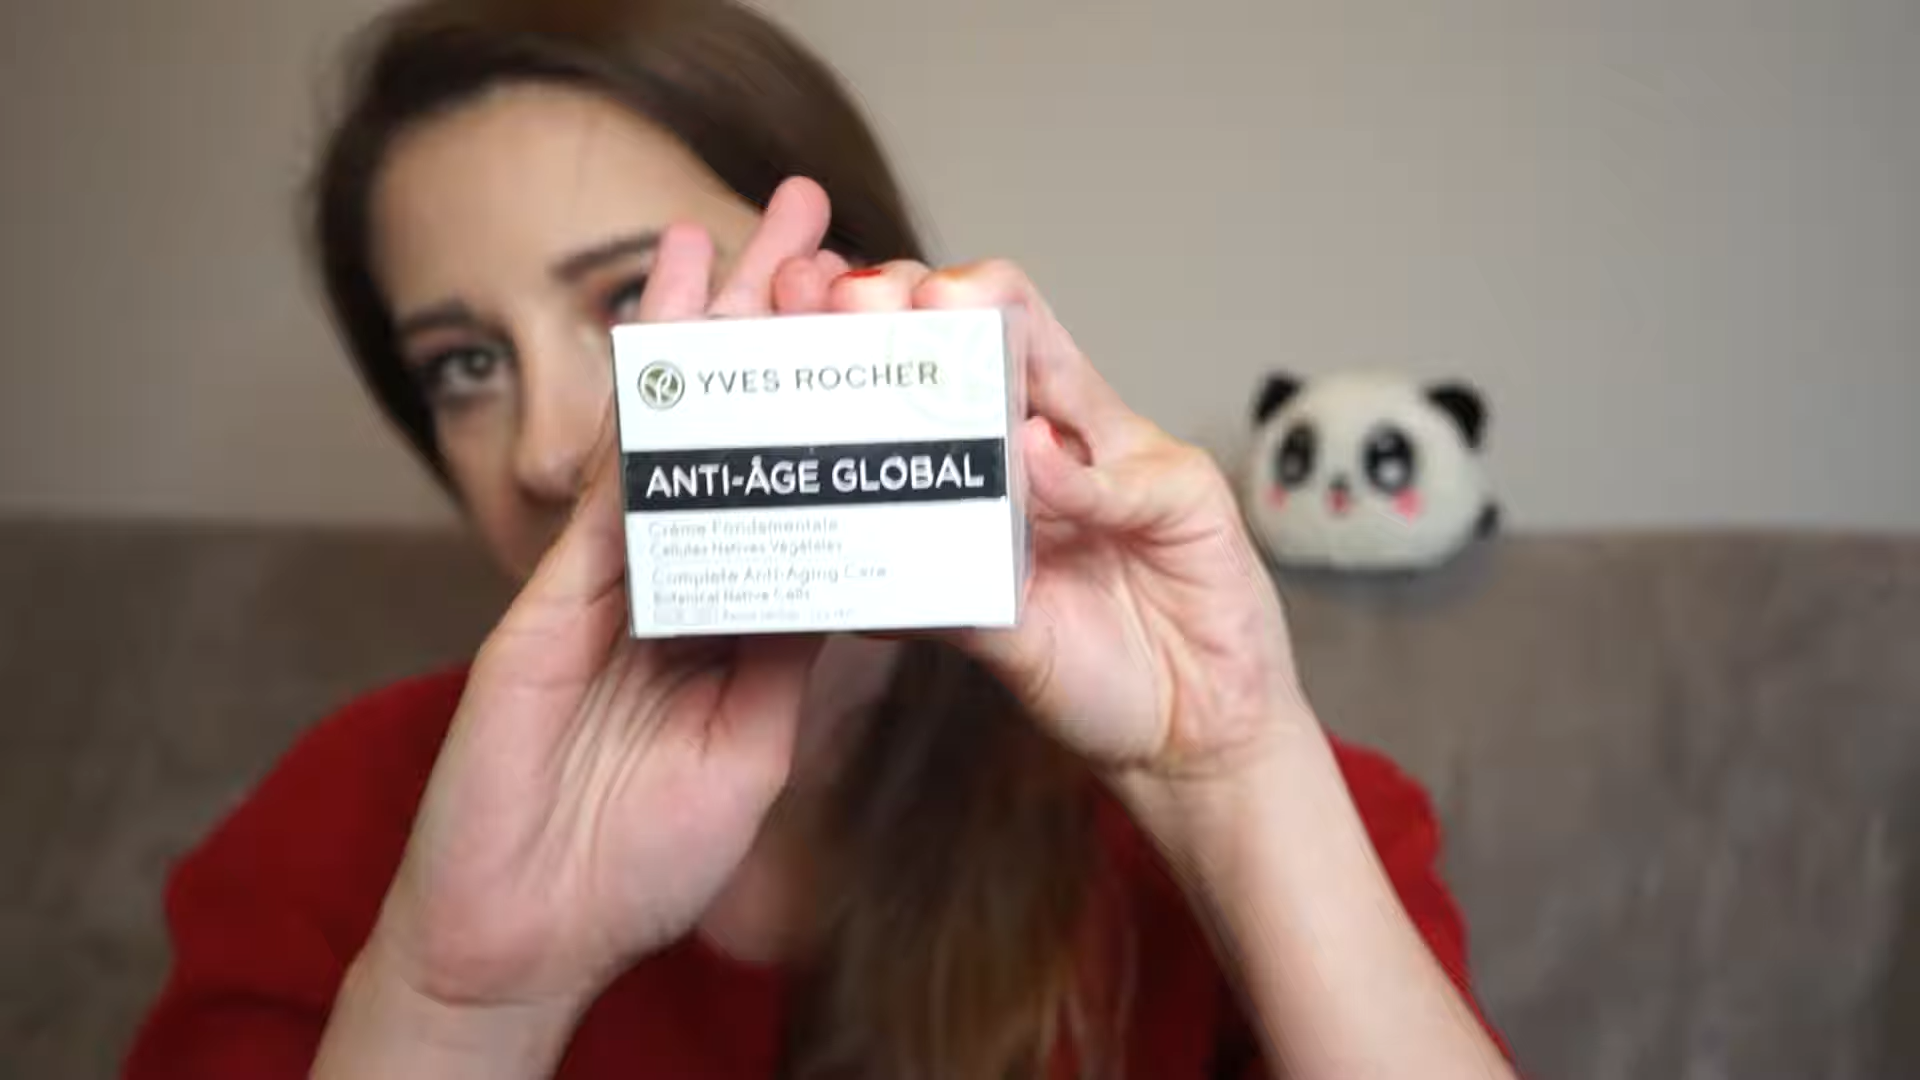 YVES ROCHER
ANTI-ÂGE GLOBAL
Crème Fondamentale
Cellules Natives Végétales
Complete Anti-Aging Care
Botanical Native Cells